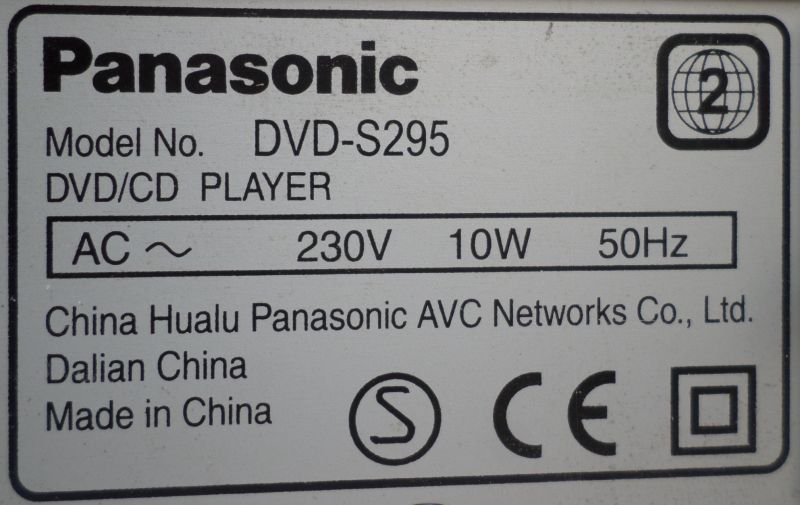 Panasonic
2
Model No. DVD-S295
DVD/CD PLAYER
AC ~ 230V 10W 50Hz
China Hualu Panasonic AVC Networks Co., Ltd.
Dalian China
Made in China
S CE